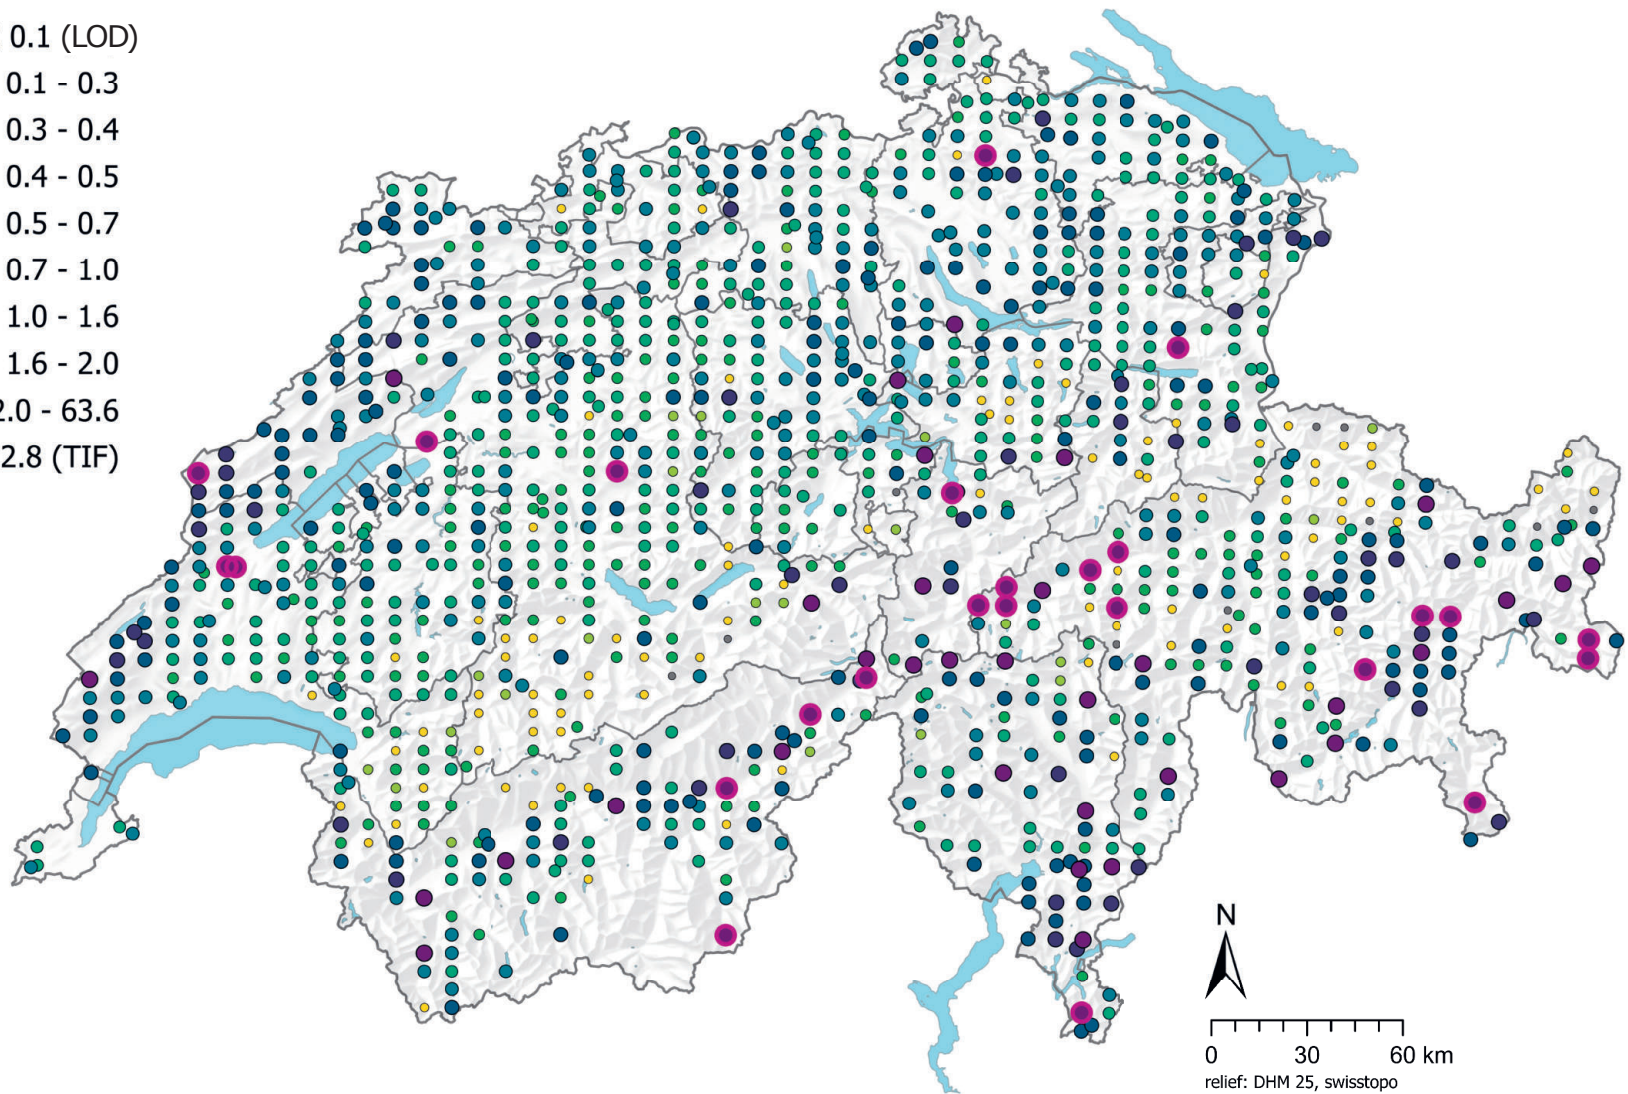 0.1 (LOD)
0.1 - 0.3
0.3 - 0.4
0.4 - 0.5
0.5 - 0.7
0.7 - 1.0
1.0 - 1.6
1.6 - 2.0
2.0 - 63.6
2.8 (TIF)
N
0 30 60 km
relief: DHM 25, swisstopo